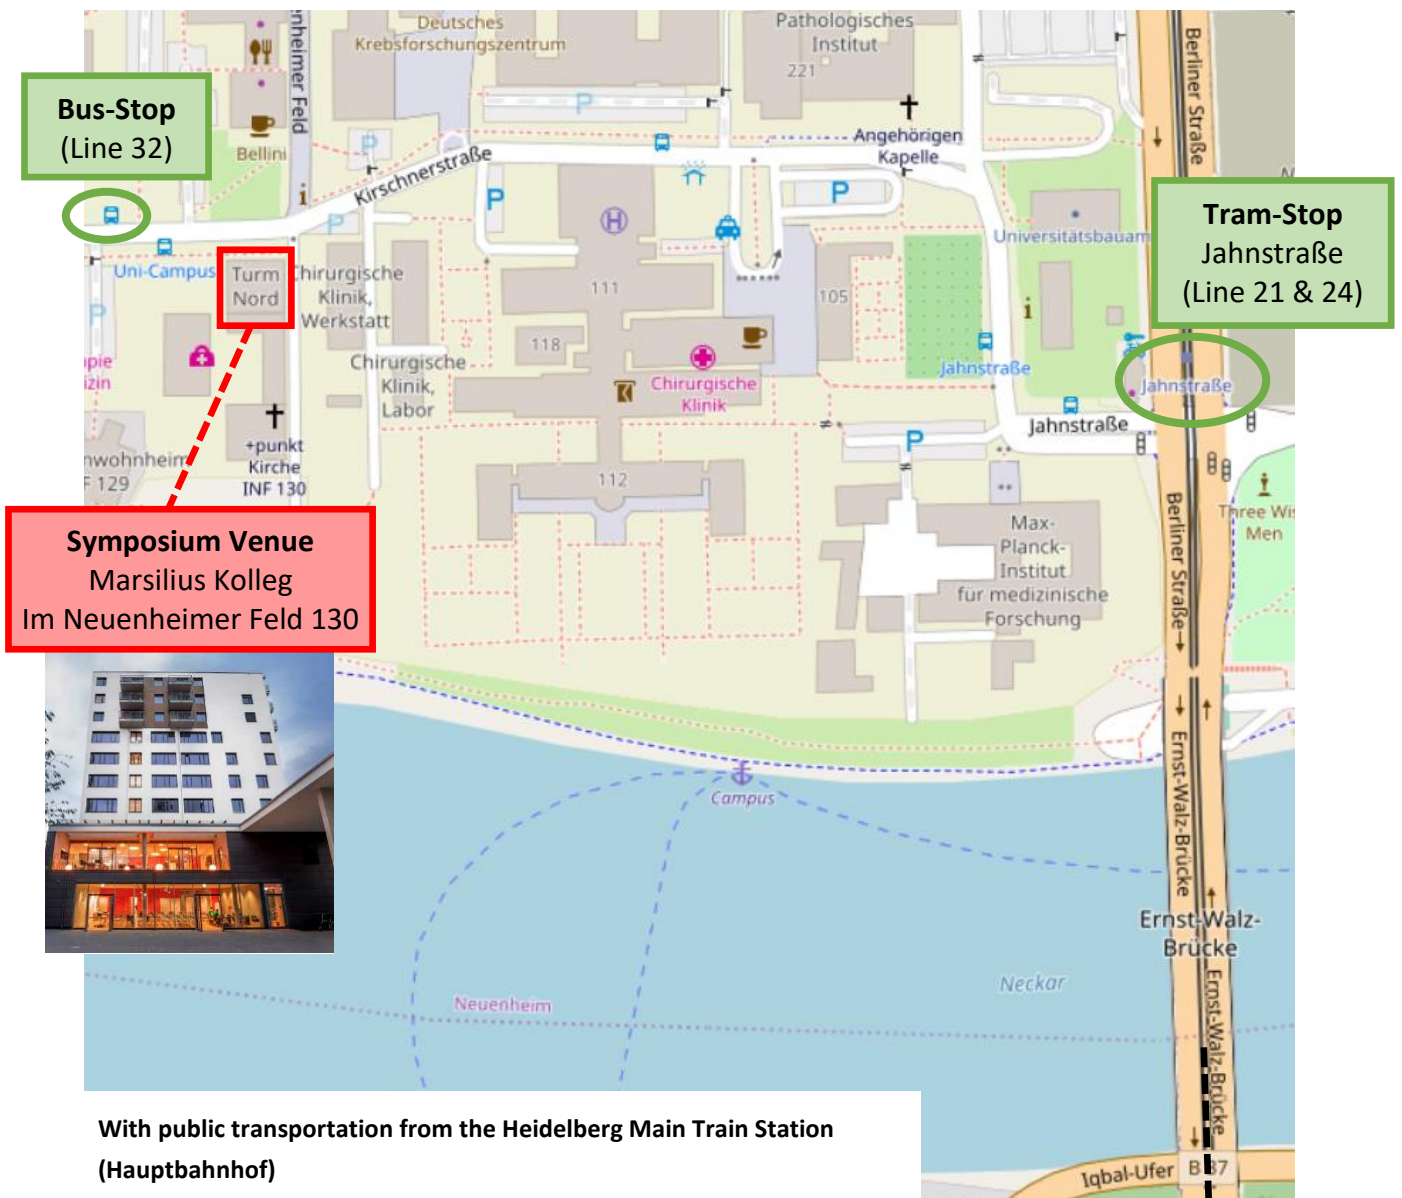 Deutsches
Krebsforschungszentrum
Pathologisches
Institut
221
Berliner Straße
Bus-Stop
(Line 32)
Bellini
Kirschnerstraße
Angehörigen
Kapelle
Tram-Stop
Jahnstraße
(Line 21 & 24)
Uni-Campus
Turm
Nord
Chirurgische
Klinik,
Werkstatt
111
105
118
Chirurgische
Klinik,
Labor
Chirurgische
Klinik
Jahnstraße
Jahnstraße
Jahnstraße
+punkt
Kirche
INF 130
112
Symposium Venue
Marsilius Kolleg
Im Neuenheimer Feld 130
Max-
Planck-
Institut
für medizinische
Forschung
Berliner Straße
Men
Campus
Ernst-Walz-Brücke
Ernst-Walz-
Brücke
Ernst-Walz-Brücke
Neckar
Neuenheim
Ernst-Walz-Brücke
With public transportation from the Heidelberg Main Train Station
(Hauptbahnhof)
Iqbal-Ufer
B 37